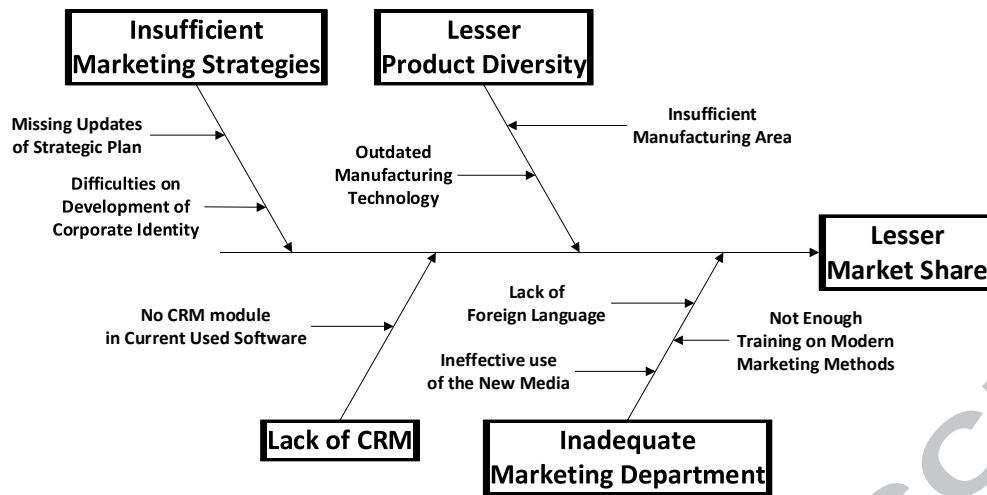 Insufficient
Marketing Strategies
Lesser
Product Diversity
Missing Updates
of Strategic Plan
Difficulties on
Development of
Corporate Identity
Insufficient
Manufacturing Area
Outdated
Manufacturing
Technology
Lesser
Market Share
No CRM module
in Current Used Software
Lack of
Foreign Language
Ineffective use
of the New Media
Not Enough
Training on Modern
Marketing Methods
Lack of CRM
Inadequate
Marketing Department